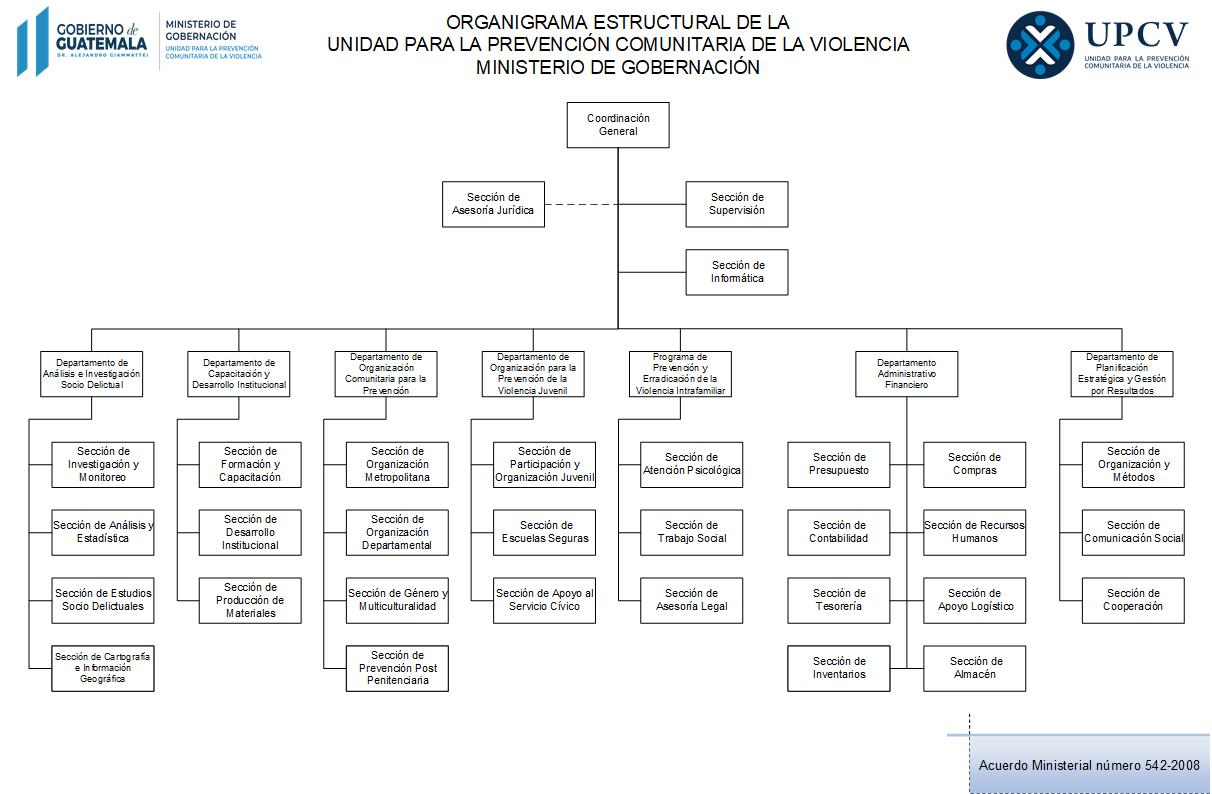 GOBIERNO de
GUATEMALA
DR. ALEJANDRO GIAMMATTEI
MINISTERIO DE
GOBERNACIÓN
UNIDAD PARA LA PREVENCIÓN
COMUNITARIA DE LA VIOLENCIA
ORGANIGRAMA ESTRUCTURAL DE LA
UNIDAD PARA LA PREVENCIÓN COMUNITARIA DE LA VIOLENCIA
MINISTERIO DE GOBERNACIÓN
UPCV
UNIDAD PARA LA PREVENCIÓN
COMUNITARIA DE LA VIOLENCIA
Coordinación
General
Sección de
Asesoría Jurídica
Sección de
Supervisión
Sección de
Informática
Departamento de
Análisis e Investigación
Socio Delictual
Departamento de
Capacitación y
Desarrollo Institucional
Departamento de
Organización
Comunitaria para la
Prevención
Departamento de
Organización para la
Prevención de la
Violencia Juvenil
Programa de
Prevención y
Erradicación de la
Violencia Intrafamiliar
Departamento
Administrativo
Financiero
Departamento de
Planificación
Estratégica y Gestión
por Resultados
Sección de
Investigación y
Monitoreo
Sección de
Formación y
Capacitación
Sección de
Organización
Metropolitana
Sección de
Participación y
Organización Juvenil
Sección de
Atención Psicológica
Sección de
Presupuesto
Sección de
Compras
Sección de
Organización y
Métodos
Sección de Análisis y
Estadística
Sección de
Desarrollo
Institucional
Sección de
Organización
Departamental
Sección de
Escuelas Seguras
Sección de
Trabajo Social
Sección de
Contabilidad
Sección de Recursos
Humanos
Sección de
Comunicación Social
Sección de Estudios
Socio Delictuales
Sección de
Producción de
Materiales
Sección de Género y
Multiculturalidad
Sección de Apoyo al
Servicio Cívico
Sección de
Asesoría Legal
Sección de
Tesorería
Sección de
Apoyo Logístico
Sección de
Cooperación
Sección de Cartografía
e Información
Geográfica
Sección de
Prevención Post
Penitenciaria
Sección de
Inventarios
Sección de
Almacén
Acuerdo Ministerial número 542-2008